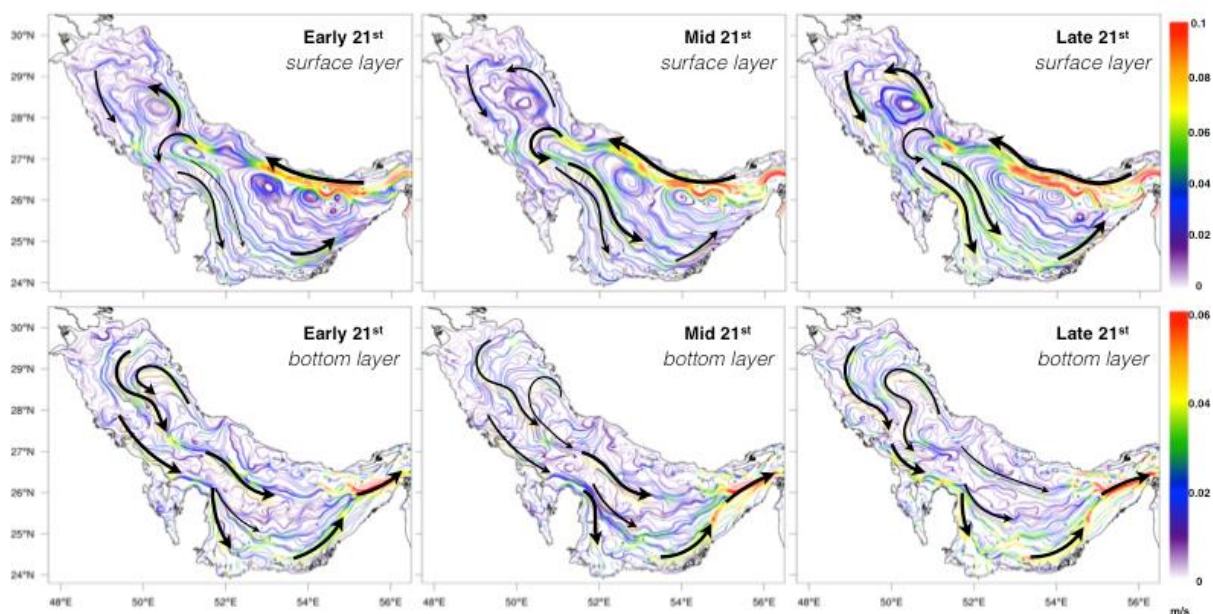 30°N
29°N
28°N
27°N
26°N
25°N
24°N
Early 21st
surface layer
Mid 21st
surface layer
Late 21st
surface layer
0.1
0.08
0.06
0.04
0.02
0
30°N
29°N
28°N
27°N
26°N
25°N
24°N
Early 21st
bottom layer
Mid 21st
bottom layer
Late 21st
bottom layer
0.06
0.04
0.02
0
48°E 50°E 52°E 54°E 56°E 48°E 50°E 52°E 54°E 56°E 48°E 50°E 52°E 54°E 56°E
m/s